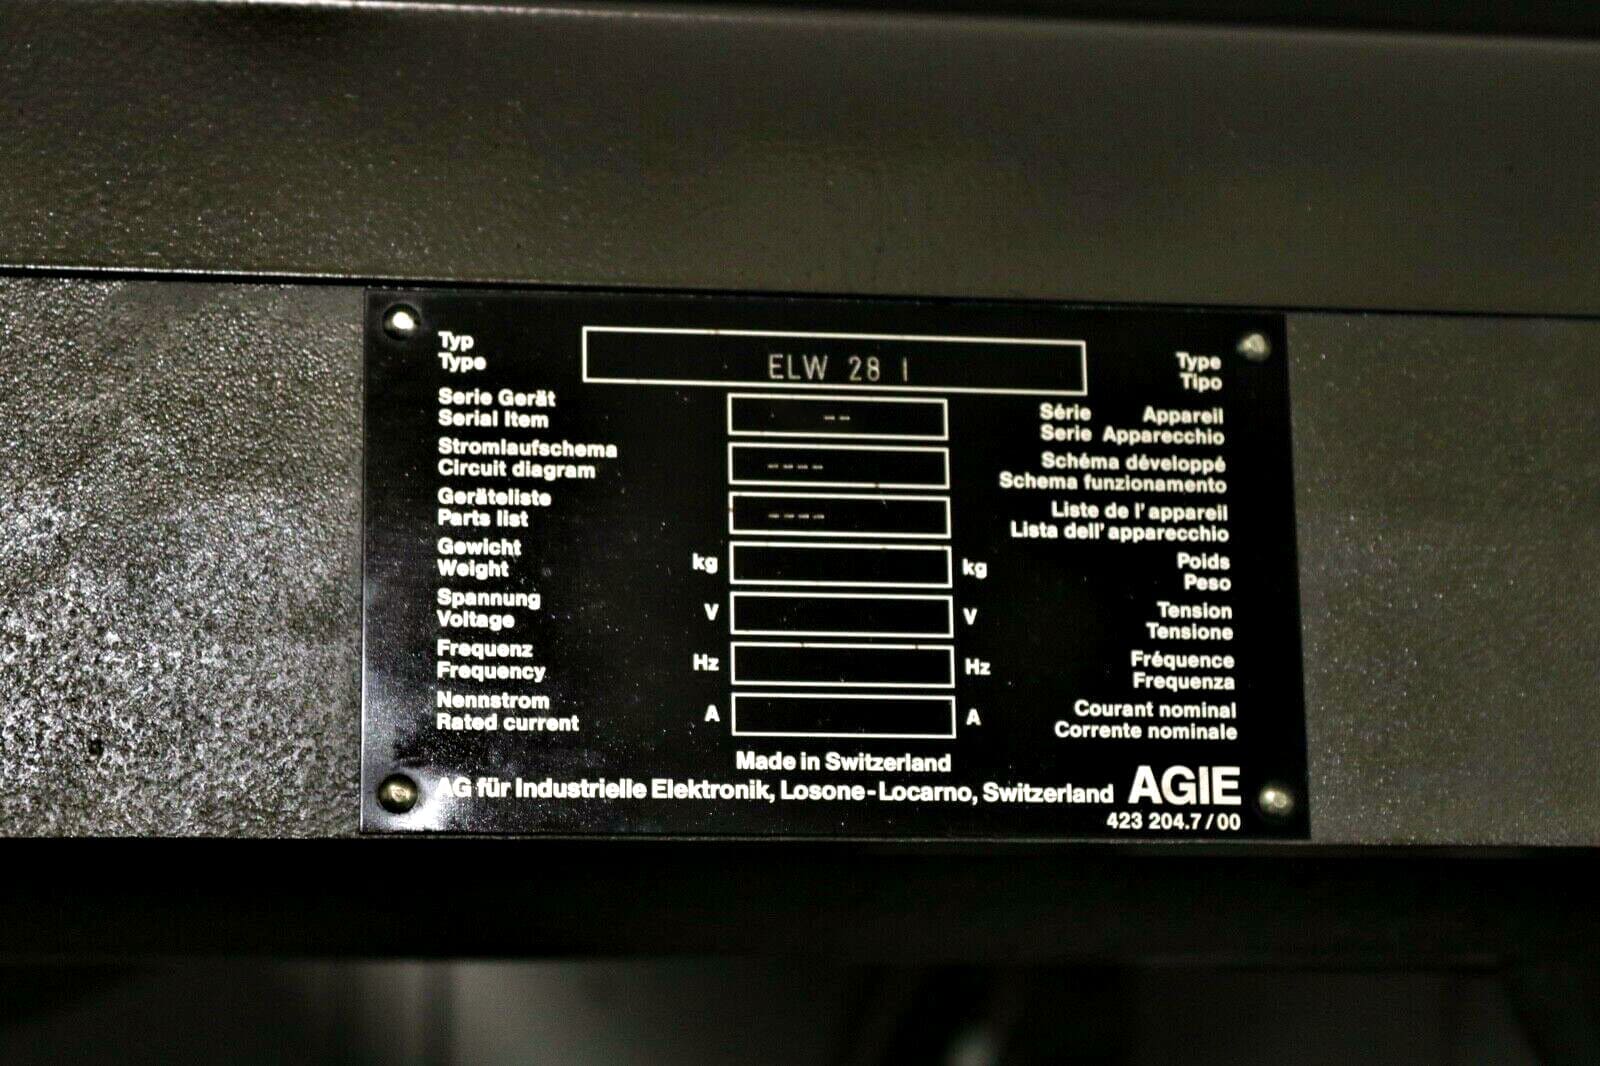 Typ
Type
ELW 28 I
Type
Tipo
Serie Gerät
Serial Item
--
Série Appareil
Serie Apparecchio
Stromlaufschema
Circuit diagram
----
Schéma développé
Schema funzionamento
Geräteliste
Parts list
----
Liste de l'appareil
Lista dell'apparecchio
Gewicht
Weight
kg
kg
Poids
Peso
Spannung
Voltage
V
V
Tension
Tensione
Frequenz
Frequency
Hz
Hz
Fréquence
Frequenza
Nennstrom
Rated current
A
A
Courant nominal
Corrente nominale
Made in Switzerland
AG für Industrielle Elektronik, Losone-Locarno, Switzerland AGIE
423 204.7/00